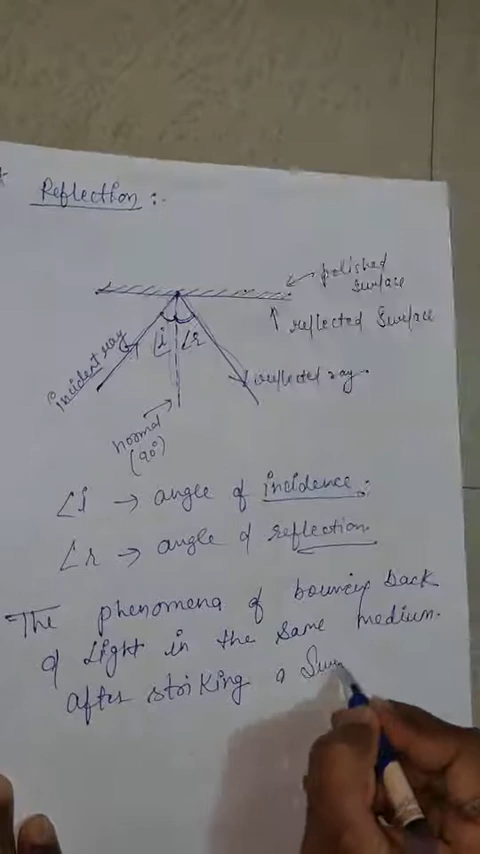 Reflection :-
polished
surface
reflected surface
incident ray
∠i
∠r
reflected ray
normal
(90°)
∠i → angle of incidence :
∠r → angle of reflection.
The phenomena of bouncing back
of Light in the same medium.
after striking a Sur